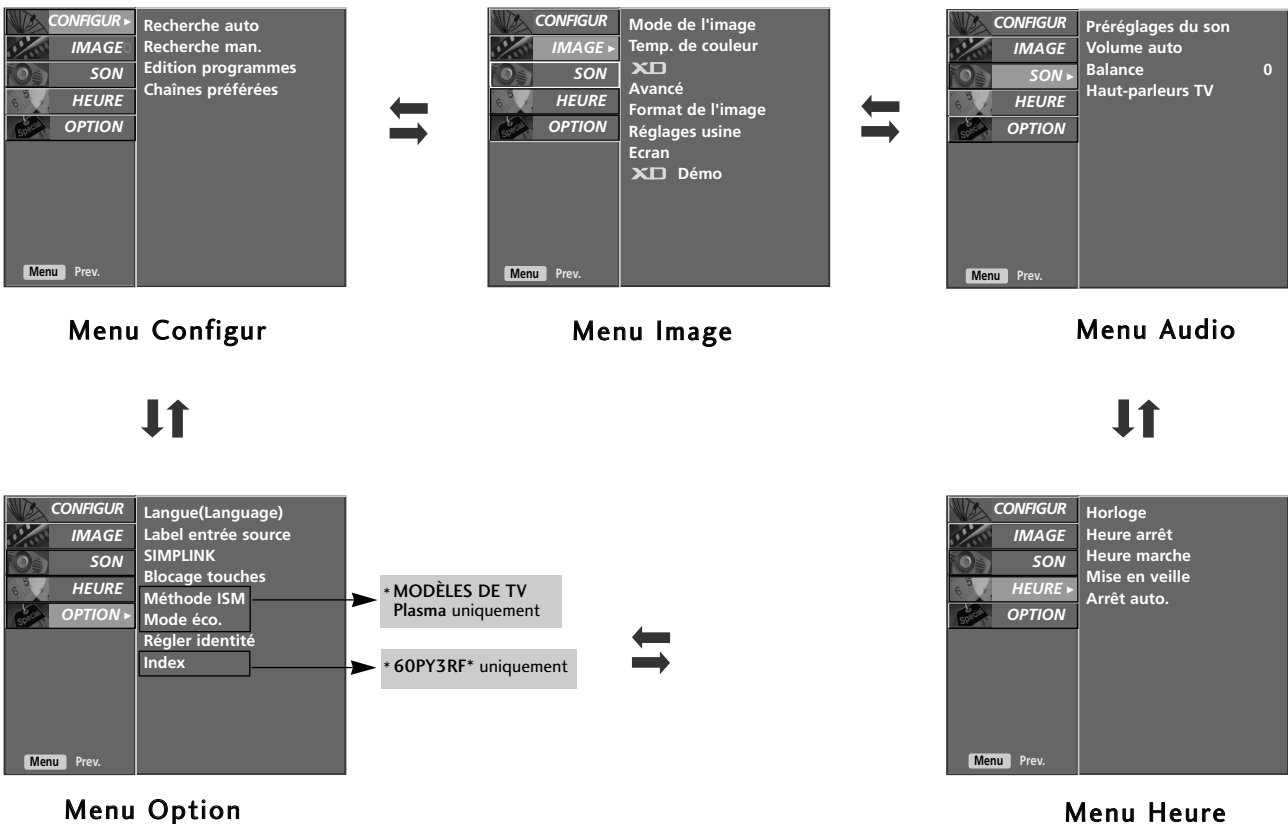 CONFIGUR
IMAGE
SON
HEURE
OPTION
Recherche auto
Recherche man.
Edition programmes
Chaînes préférées
Menu Prev.
Menu Configur
CONFIGUR
IMAGE
SON
HEURE
OPTION
Mode de l'image
Temp. de couleur
XD
Avancé
Format de l'image
Réglages usine
Ecran
XD Démo
Menu Prev.
Menu Image
CONFIGUR
IMAGE
SON
HEURE
OPTION
Préréglages du son
Volume auto
Balance 0
Haut-parleurs TV
Menu Prev.
Menu Audio
CONFIGUR
IMAGE
SON
HEURE
OPTION
Special
Langue(Language)
Label entrée source
SIMPLINK
Blocage touches
Méthode ISM
Mode éco.
Régler identité
Index
Menu Prev.
* MODÈLES DE TV
Plasma uniquement
* 60PY3RF* uniquement
Menu Option
CONFIGUR
IMAGE
SON
HEURE
OPTION
Horloge
Heure arrêt
Heure marche
Mise en veille
Arrêt auto.
Menu Prev.
Menu Heure